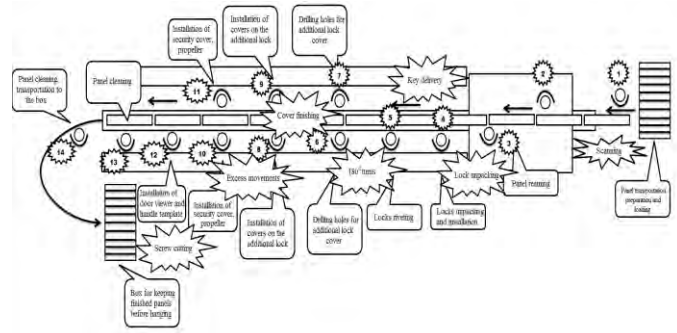 Installation of
security cover,
propeller
Installation of
covers on the
additional lock
Drilling holes for
additional lock
cover
Panel cleaning,
transportation to
the box
Panel cleaning
11
9
7
Key delivery
2
1
Cover finishing
5
4
3
Scanning
14
13
12
10
8
6
Excess movements
180° turns
Lock unpacking
Panel reaming
Installation of
door viewer and
handle template
Installation of
security cover,
propeller
Installation of
covers on the
additional lock
Drilling holes for
additional lock
cover
Locks riveting
Locks unpacking
and installation
Panel transportation,
preparation and
feeding
Screw cutting
Box for keeping
finished panels
before hanging